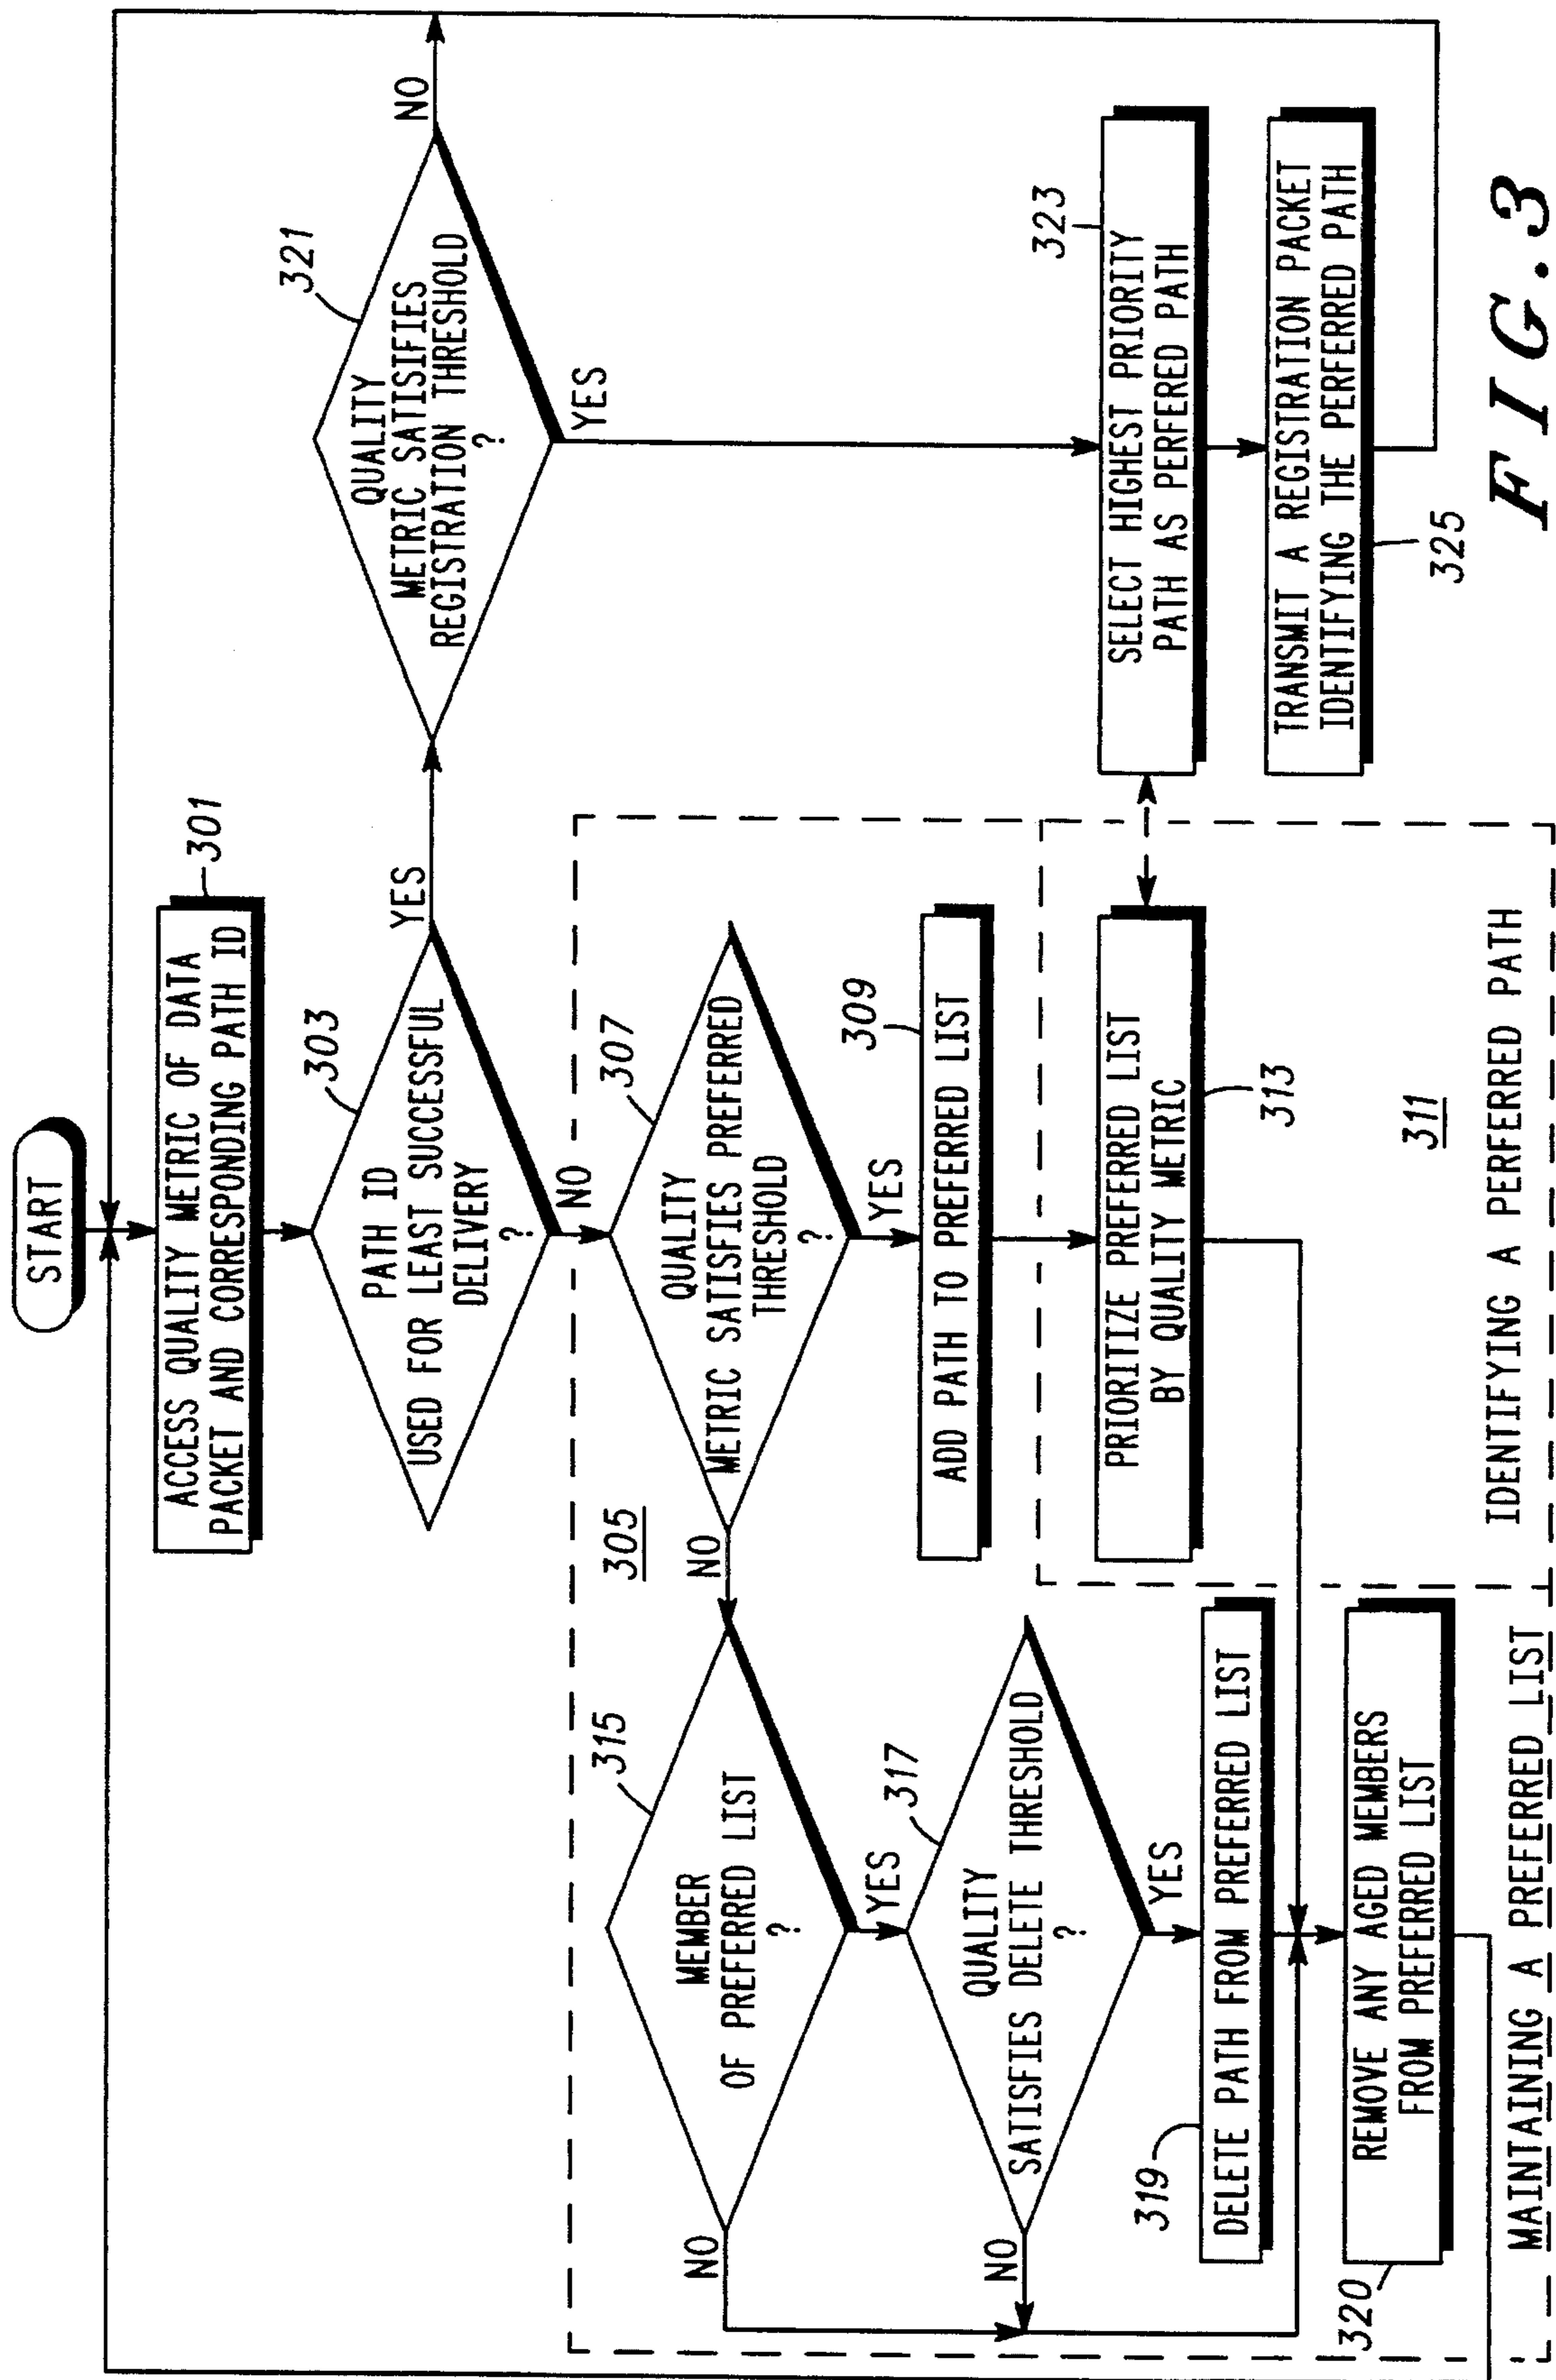 START
ACCESS QUALITY METRIC OF DATA
PACKET AND CORRESPONDING PATH ID
301
303
PATH ID
USED FOR LEAST SUCCESSFUL
DELIVERY
?
YES
NO
321
QUALITY
METRIC SATISIFIES
REGISTRATION THRESHOLD
?
NO
YES
305
307
QUALITY
METRIC SATISFIES PREFERRED
THRESHOLD
?
NO
YES
315
MEMBER
OF PREFERRED LIST
?
NO
YES
309
ADD PATH TO PREFERRED LIST
317
QUALITY
SATISFIES DELETE THRESHOLD
?
NO
YES
PRIORITIZE PREFERRED LIST
BY QUALITY METRIC
313
323
SELECT HIGHEST PRIORITY
PATH AS PERFERED PATH
319
DELETE PATH FROM PREFERRED LIST
TRANSMIT A REGISTRATION PACKET
IDENTIFYING THE PERFERRED PATH
325
320
REMOVE ANY AGED MEMBERS
FROM PREFERRED LIST
311
IDENTIFYING A PERFERRED PATH
MAINTAINING A PREFERRED LIST
FIG.3